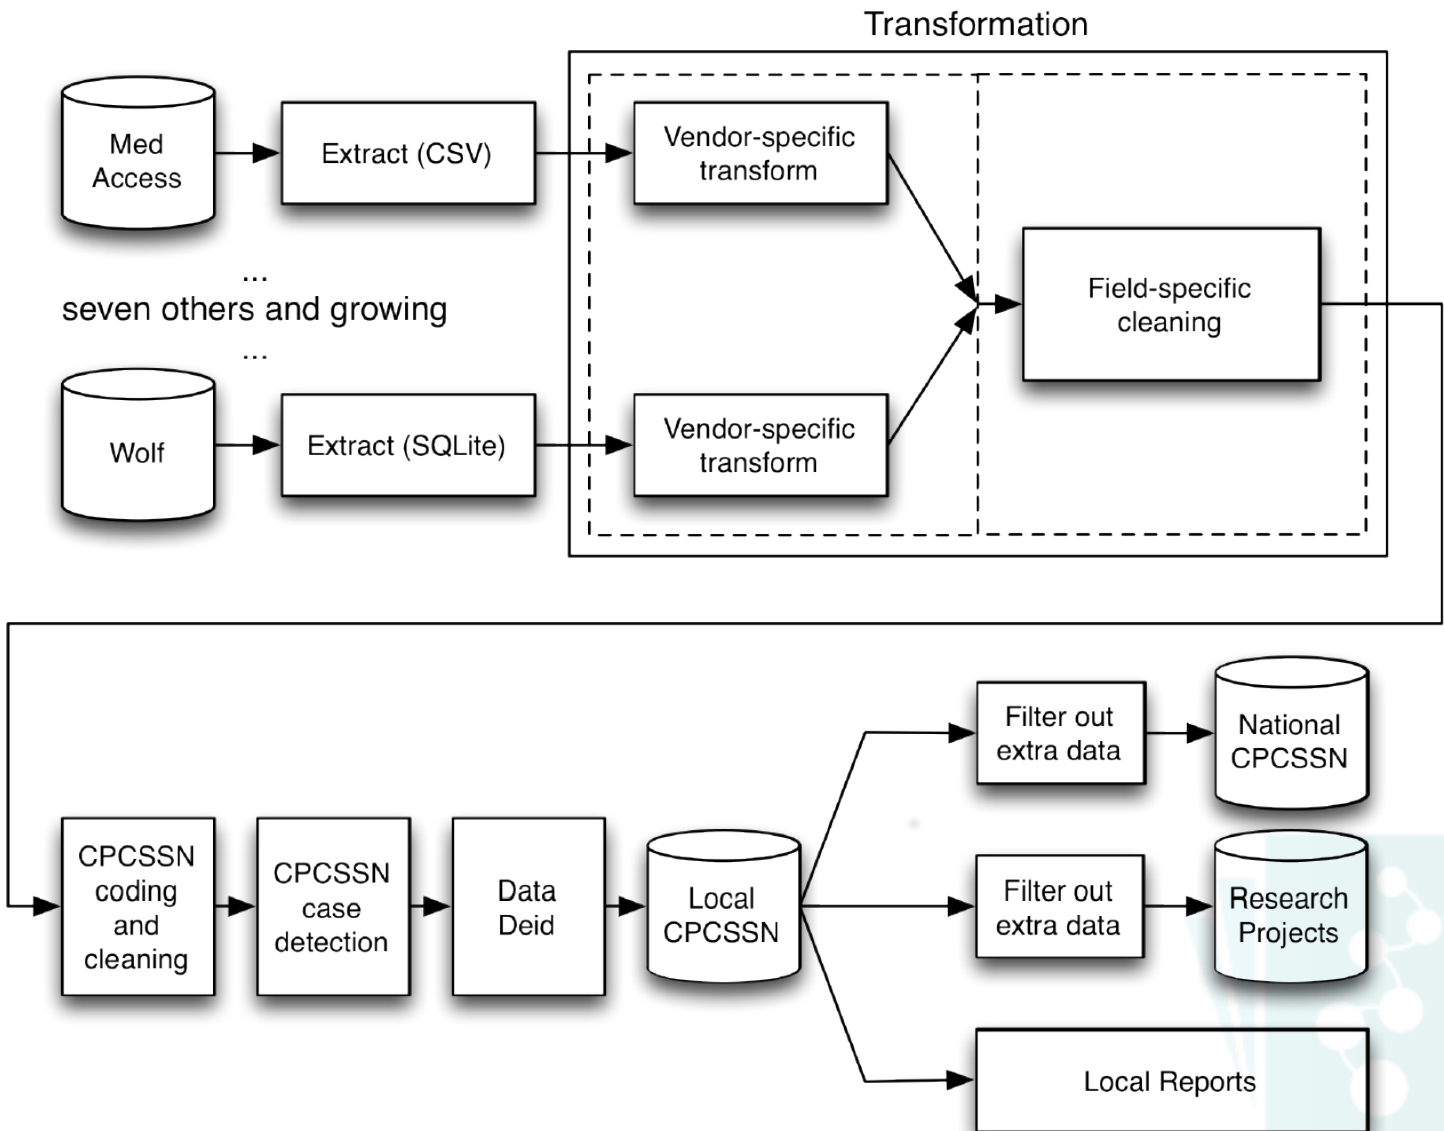 Transformation
Med
Access
Extract (CSV)
Vendor-specific
transform
...
seven others and growing
...
Field-specific
cleaning
Wolf
Extract (SQLite)
Vendor-specific
transform
CPCSSN
coding
and
cleaning
CPCSSN
case
detection
Data
Deid
Local
CPCSSN
Filter out
extra data
National
CPCSSN
Filter out
extra data
Research
Projects
Local Reports